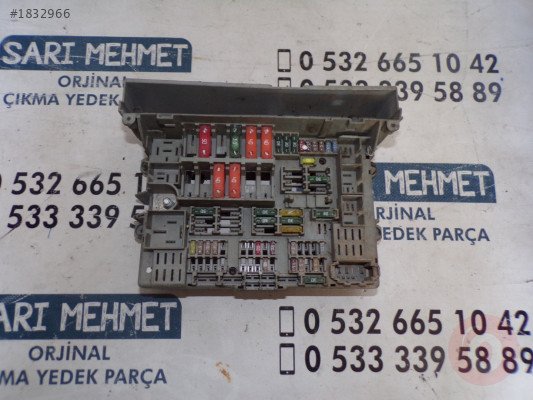 #1832966
SARI MEHMET
ORJİNAL
ÇIKMA YEDEK PARÇA
0 532 665 10 42
0 533 339 58 89
0 532 665 1
0 533 339 5
MEHMET
ORJİNAL
YEDEK PARÇA
SARI MEHMET
ORJİNAL
ÇIKMA YEDEK PARÇA
0 532 665 10 42
0 533 339 58 89